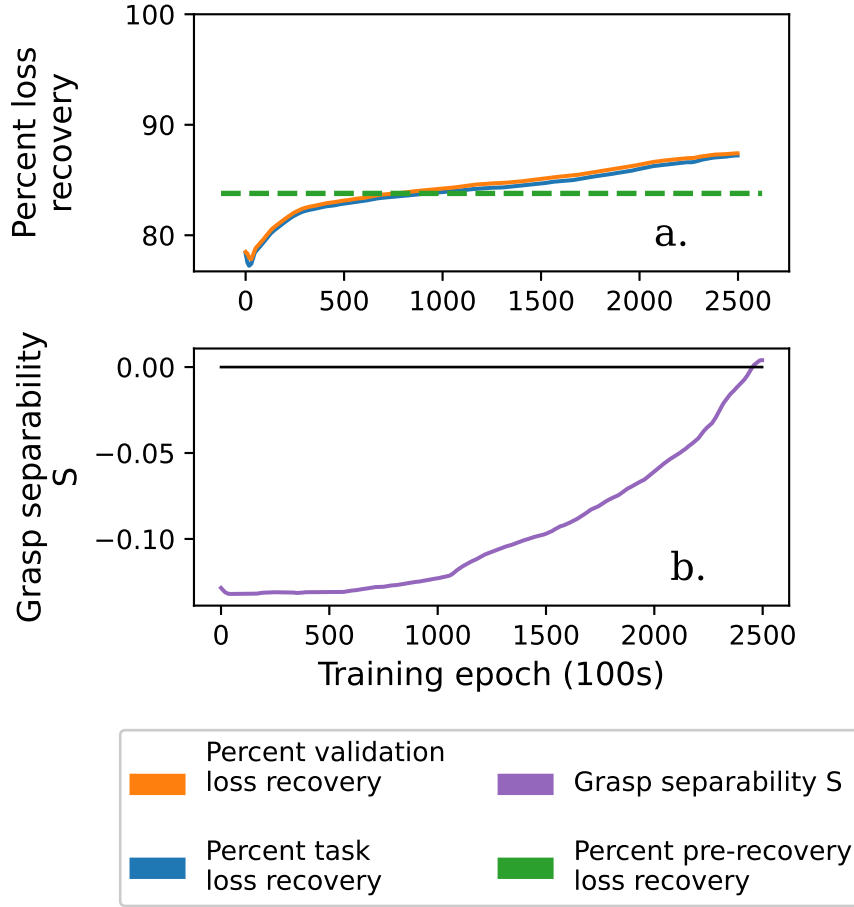 Percent loss
recovery
100
90
80
a.
0 500 1000 1500 2000 2500
Grasp separability
S
0.00
−0.05
−0.10
b.
0 500 1000 1500 2000 2500
Training epoch (100s)
Percent validation
loss recovery
Percent task
loss recovery
Grasp separability S
Percent pre-recovery
loss recovery